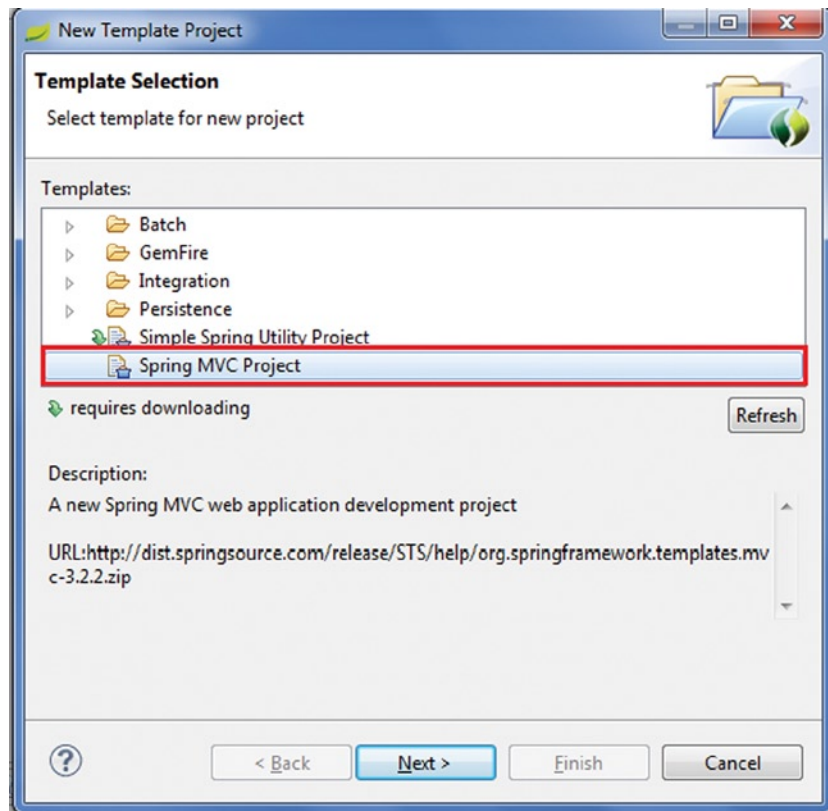 New Template Project
Template Selection
Select template for new project
Templates:
Batch
GemFire
Integration
Persistence
Simple Spring Utility Project
Spring MVC Project
requires downloading
Refresh
Description:
A new Spring MVC web application development project
URL:http://dist.springsource.com/release/STS/help/org.springframework.templates.mv
c-3.2.2.zip
?
< Back
Next >
Finish
Cancel